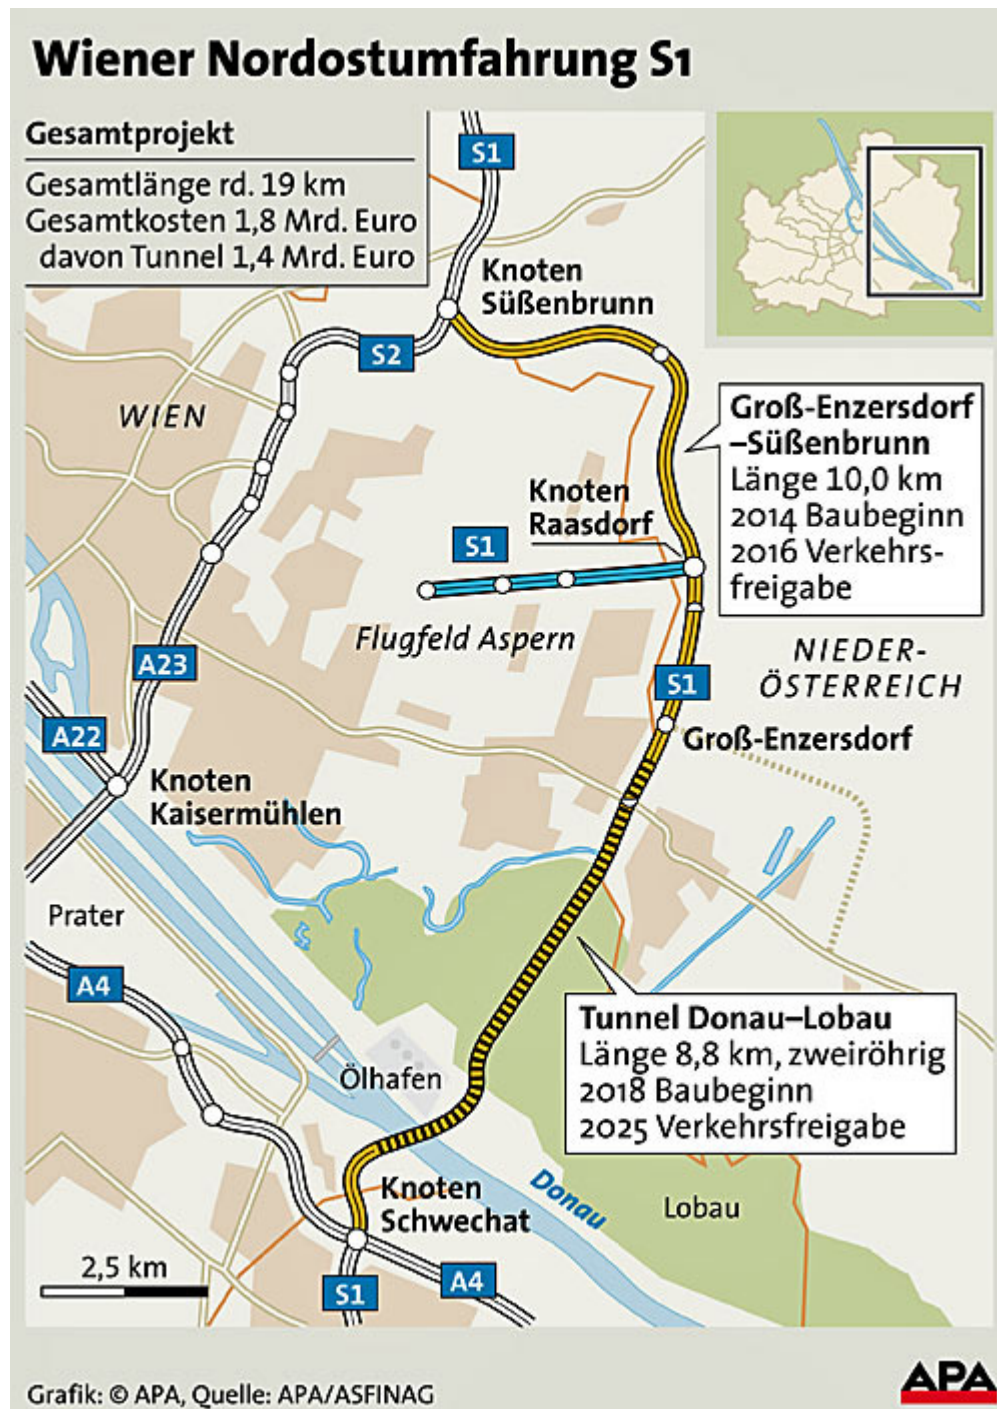 Wiener Nordostumfahrung S1
Gesamtprojekt
Gesamtlänge rd. 19 km
Gesamtkosten 1,8 Mrd. Euro
davon Tunnel 1,4 Mrd. Euro
S1
Knoten
Süßenbrunn
S2
WIEN
Groß-Enzersdorf
–Süßenbrunn
Länge 10,0 km
2014 Baubeginn
2016 Verkehrs-
freigabe
Knoten
Raasdorf
S1
Flugfeld Aspern
NIEDER-
ÖSTERREICH
A23
S1
A22
Groß-Enzersdorf
Knoten
Kaisermühlen
Prater
A4
Tunnel Donau–Lobau
Länge 8,8 km, zweiröhrig
2018 Baubeginn
2025 Verkehrsfreigabe
Ölhafen
Knoten
Schwechat
Donau
Lobau
2,5 km
S1
A4
Grafik: © APA, Quelle: APA/ASFINAG
APA